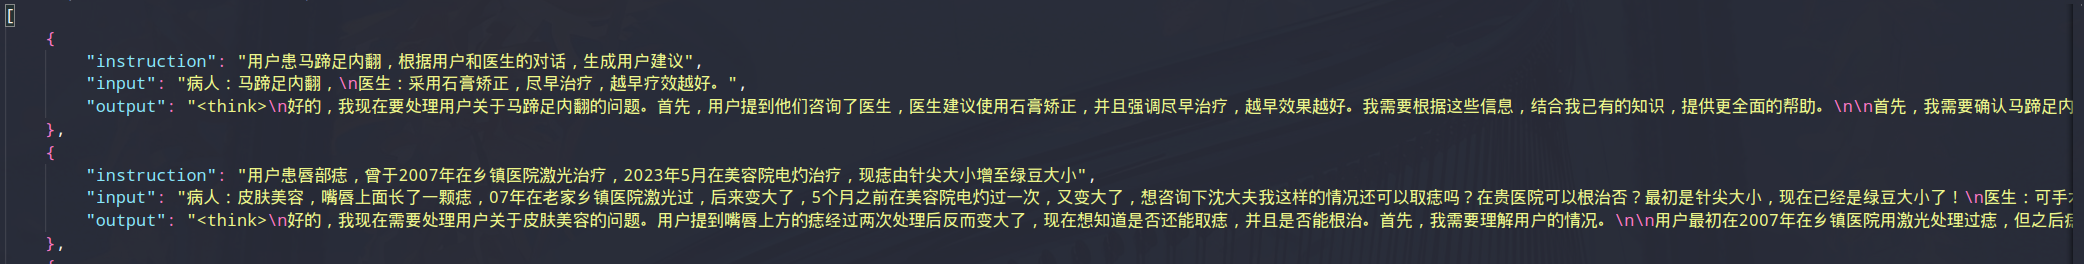 [
{
"instruction": "用户患马蹄足内翻，根据用户和医生的对话，生成用户建议",
"input": "病人：马蹄足内翻，\n医生：采用石膏矫正，尽早治疗，越早疗效越好。",
"output": "<think>\n好的，我现在要处理用户关于马蹄足内翻的问题。首先，用户提到他们咨询了医生，医生建议使用石膏矫正，并且强调尽早治疗，越早效果越好。我需要根据这些信息，结合我已有的知识，提供更全面的帮助。\n\n首先，我需要确认马蹄足内
},
{
"instruction": "用户患唇部痣，曾于2007年在乡镇医院激光治疗，2023年5月在美容院电灼治疗，现痣由针尖大小增至绿豆大小",
"input": "病人：皮肤美容，嘴唇上面长了一颗痣，07年在老家乡镇医院激光过，后来变大了，5个月之前在美容院电灼过一次，又变大了，想咨询下沈大夫我这样的情况还可以取痣吗？在贵医院可以根治否？最初是针尖大小，现在已经是绿豆大小了！\n医生：可手
"output": "<think>\n好的，我现在需要处理用户关于皮肤美容的问题。用户提到嘴唇上方的痣经过两次处理后反而变大了，现在想知道是否还能取痣，并且是否能根治。首先，我需要理解用户的情况。\n\n用户最初在2007年在乡镇医院用激光处理过痣，但之后
},